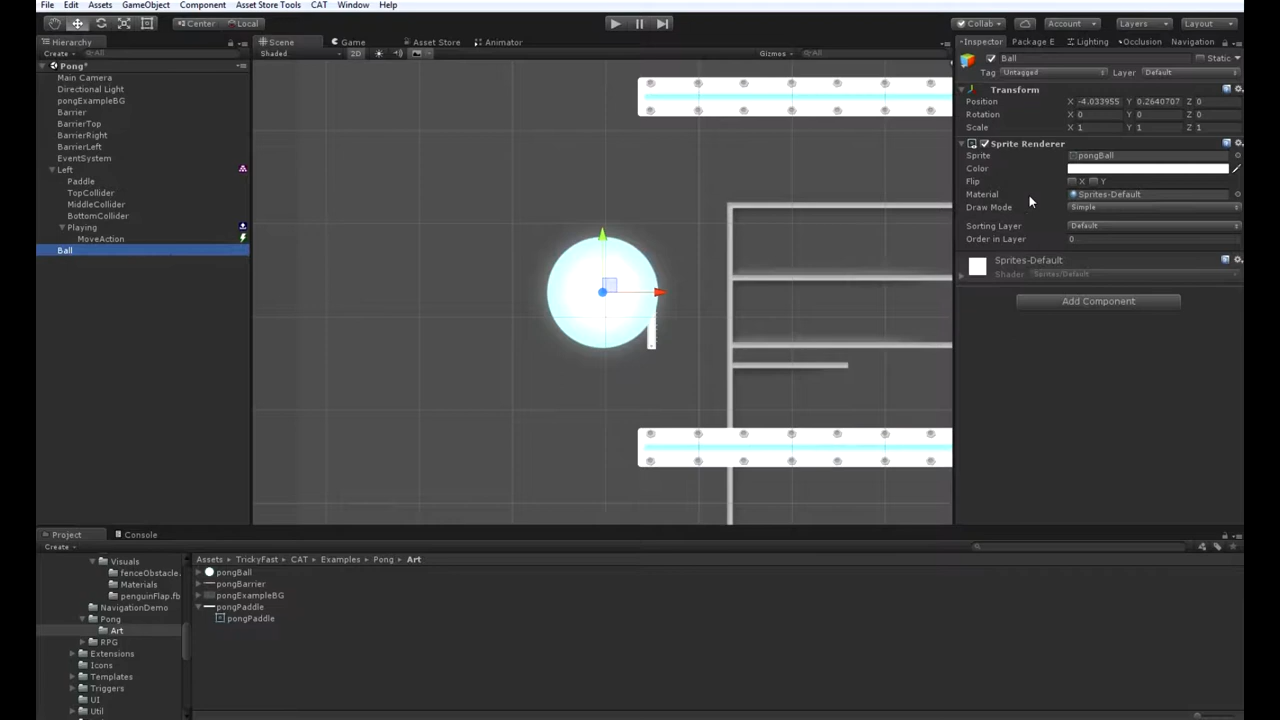 File Edit Assets GameObject Component Asset Store Tools CAT Window Help
Center Local Collab Account Layers Layout
Hierarchy Scene Game Asset Store Animator Inspector Package E Lighting Occlusion Navigation
Create All Shaded 2D Gizmos All
Ball Static
Pong*
Tag Untagged Layer Default
Main Camera
Directional Light
pongExampleBG
Barrier
BarrierTop
BarrierRight
BarrierLeft
EventSystem
Left
Paddle
TopCollider
MiddleCollider
BottomCollider
Playing
MoveAction
Ball
Transform
Position X -4.033955 Y 0.2640707 Z 0
Rotation X 0 Y 0 Z 0
Scale X 1 Y 1 Z 1
Sprite Renderer
Sprite pongBall
Color
Flip X Y
Material Sprites-Default
Draw Mode Simple
Sorting Layer Default
Order in Layer 0
Sprites-Default
Shader Sprites/Default
Add Component
Project Console
Create
Visuals
fenceObstacle.
Materials
penguinFlap.fb
NavigationDemo
Pong
Art
RPG
Extensions
Icons
Templates
Triggers
UI
Util
Assets TrickyFast CAT Examples Pong Art
pongBall
pongBarrier
pongExampleBG
pongPaddle
pongPaddle